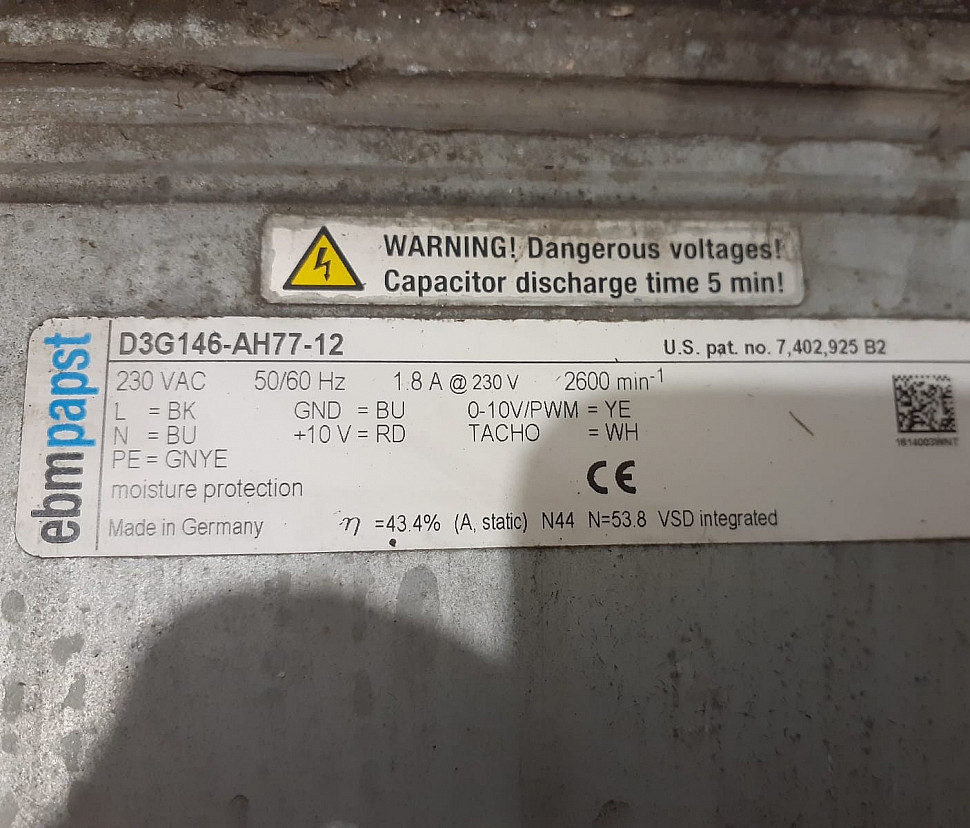 WARNING! Dangerous voltages!
Capacitor discharge time 5 min!
ebmpapst
D3G146-AH77-12 U.S. pat. no. 7,402,925 B2
230 VAC 50/60 Hz 1.8 A @ 230 V 2600 min-1
L = BK GND = BU 0-10V/PWM = YE
N = BU +10 V = RD TACHO = WH
PE = GNYE
moisture protection CE
Made in Germany η =43.4% (A, static) N44 N=53.8 VSD integrated
1614003WNT